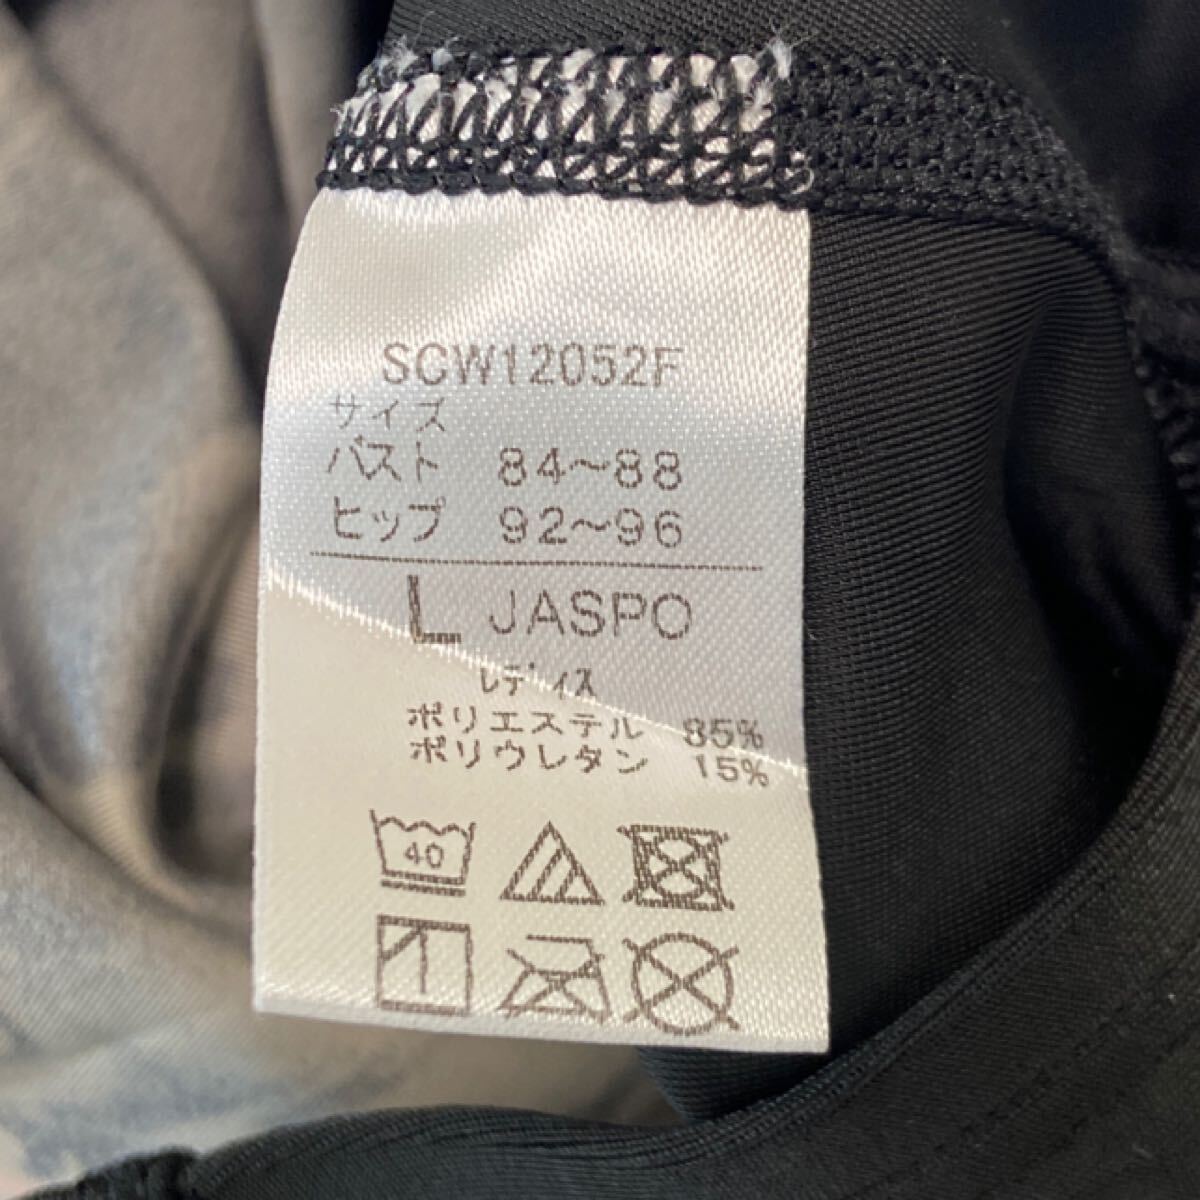 SCW12052F
サイズ
バスト 84～88
ヒップ 92～96
L JASPO
レディス
ポリエステル 85%
ポリウレタン 15%
40